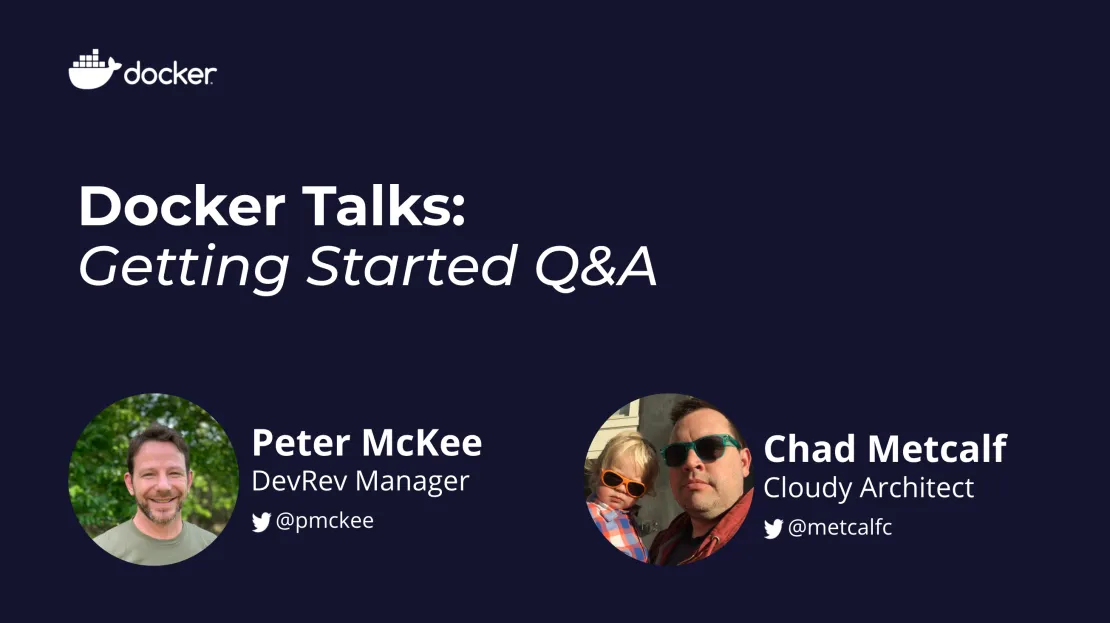 docker
Docker Talks:
Getting Started Q&A
Peter McKee
DevRev Manager
@pmckee
Chad Metcalf
Cloudy Architect
@metcalfc